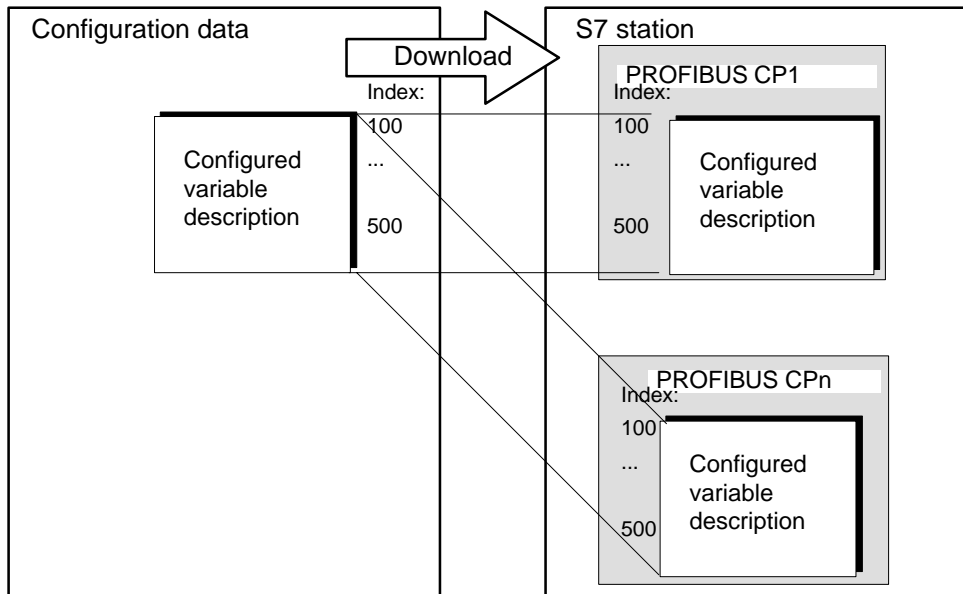 Configuration data
Download
Index:
100
...
500
Configured
variable
description
S7 station
PROFIBUS CP1
Index:
100
...
500
Configured
variable
description
PROFIBUS CPn
Index:
100
...
500
Configured
variable
description